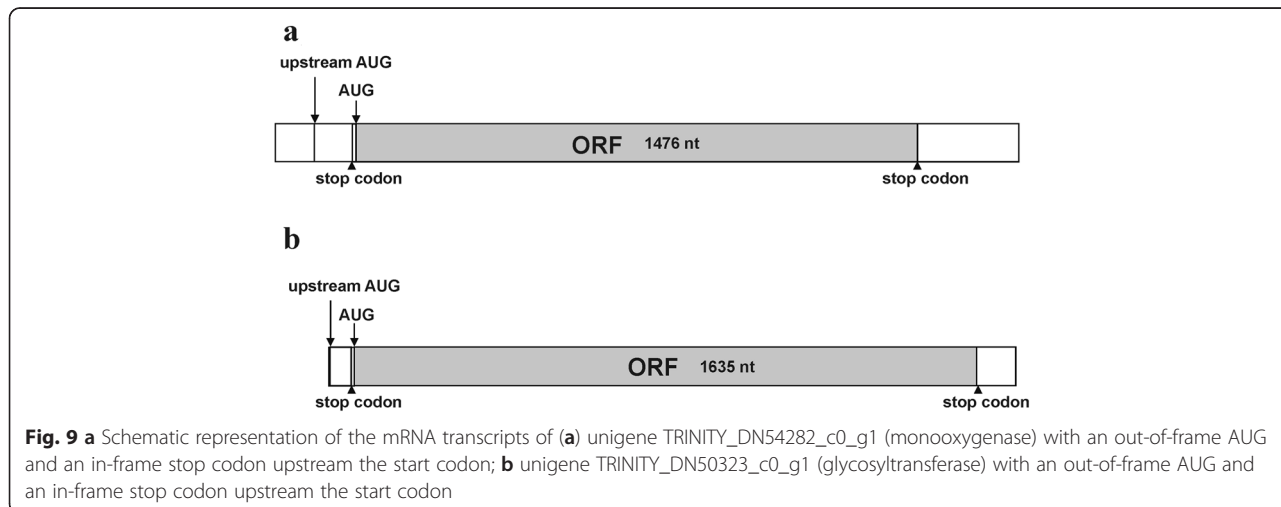 a
upstream AUG
AUG
ORF 1476 nt
stop codon stop codon
b
upstream AUG
AUG
ORF 1635 nt
stop codon stop codon
Fig. 9 a Schematic representation of the mRNA transcripts of (a) unigene TRINITY_DN54282_c0_g1 (monooxygenase) with an out-of-frame AUG
and an in-frame stop codon upstream the start codon; b unigene TRINITY_DN50323_c0_g1 (glycosyltransferase) with an out-of-frame AUG and
an in-frame stop codon upstream the start codon